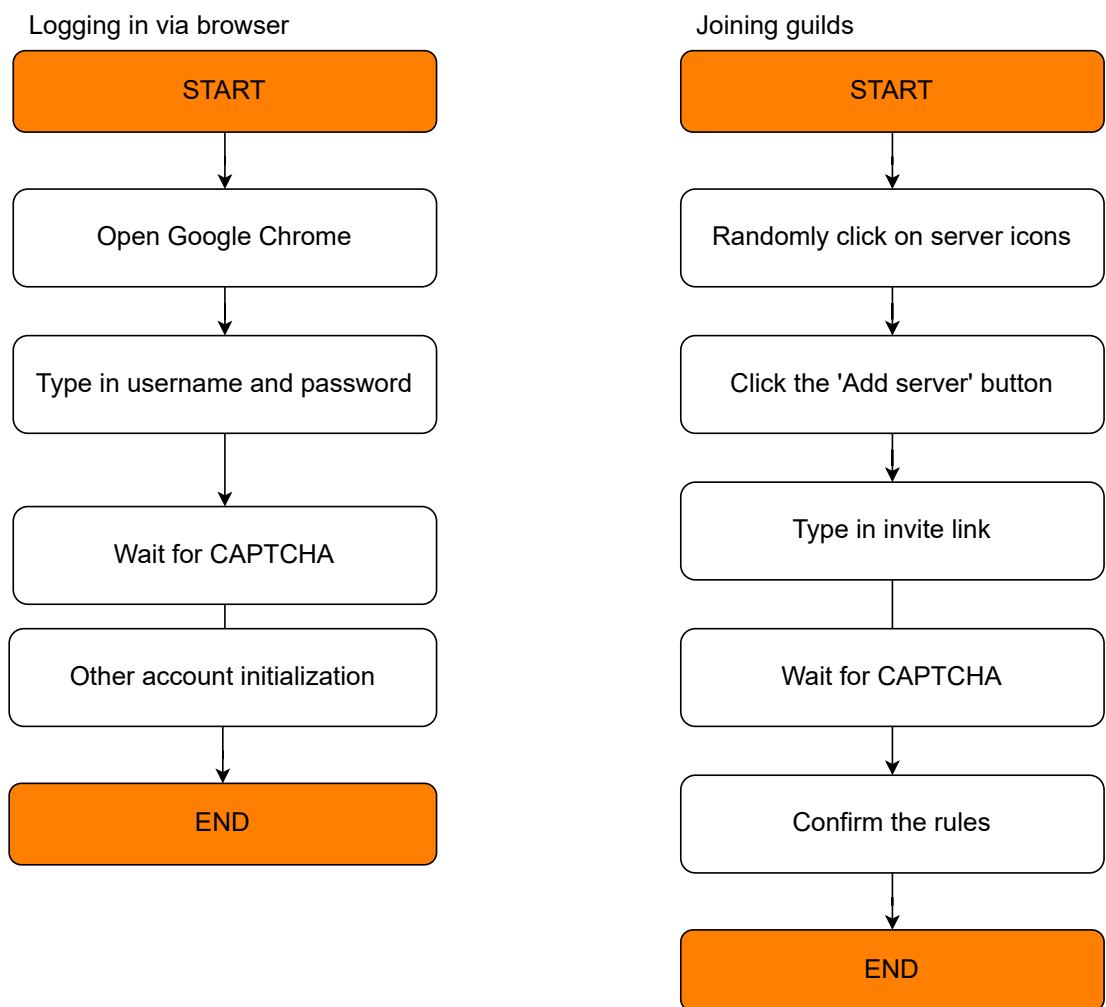 Logging in via browser
START
Open Google Chrome
Type in username and password
Wait for CAPTCHA
Other account initialization
END
Joining guilds
START
Randomly click on server icons
Click the 'Add server' button
Type in invite link
Wait for CAPTCHA
Confirm the rules
END